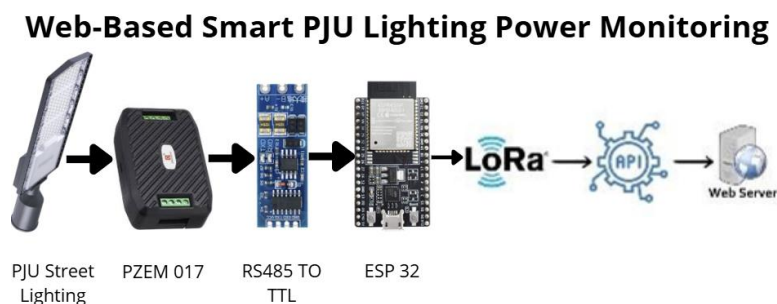 Web-Based Smart PJU Lighting Power Monitoring
LoRa
API
Web Server
PJU Street
Lighting
PZEM 017
RS485 TO
TTL
ESP 32